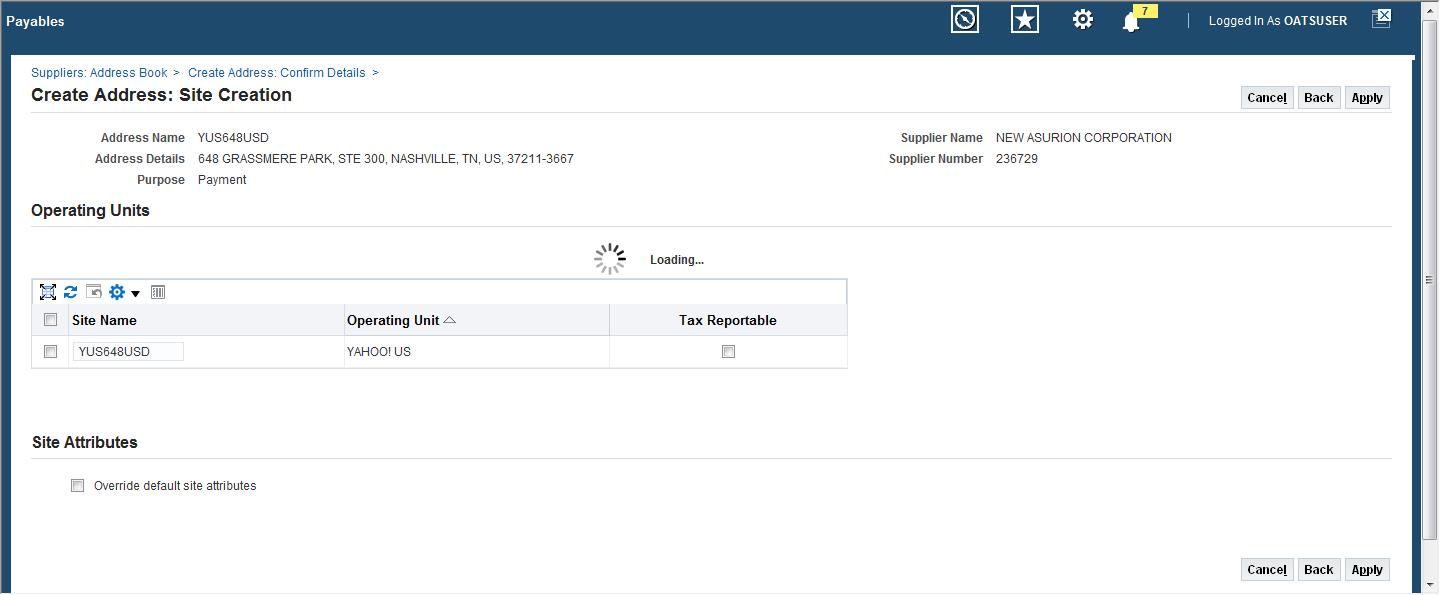 Payables
7
Logged In As OATSUSER
Suppliers: Address Book > Create Address: Confirm Details >
Create Address: Site Creation
Cancel Back Apply
Address Name YUS648USD
Supplier Name NEW ASURION CORPORATION
Address Details 648 GRASSMERE PARK, STE 300, NASHVILLE, TN, US, 37211-3667
Supplier Number 236729
Purpose Payment
Operating Units
Loading...
Site Name Operating Unit Tax Reportable
YUS648USD YAHOO! US
Site Attributes
Override default site attributes
Cancel Back Apply